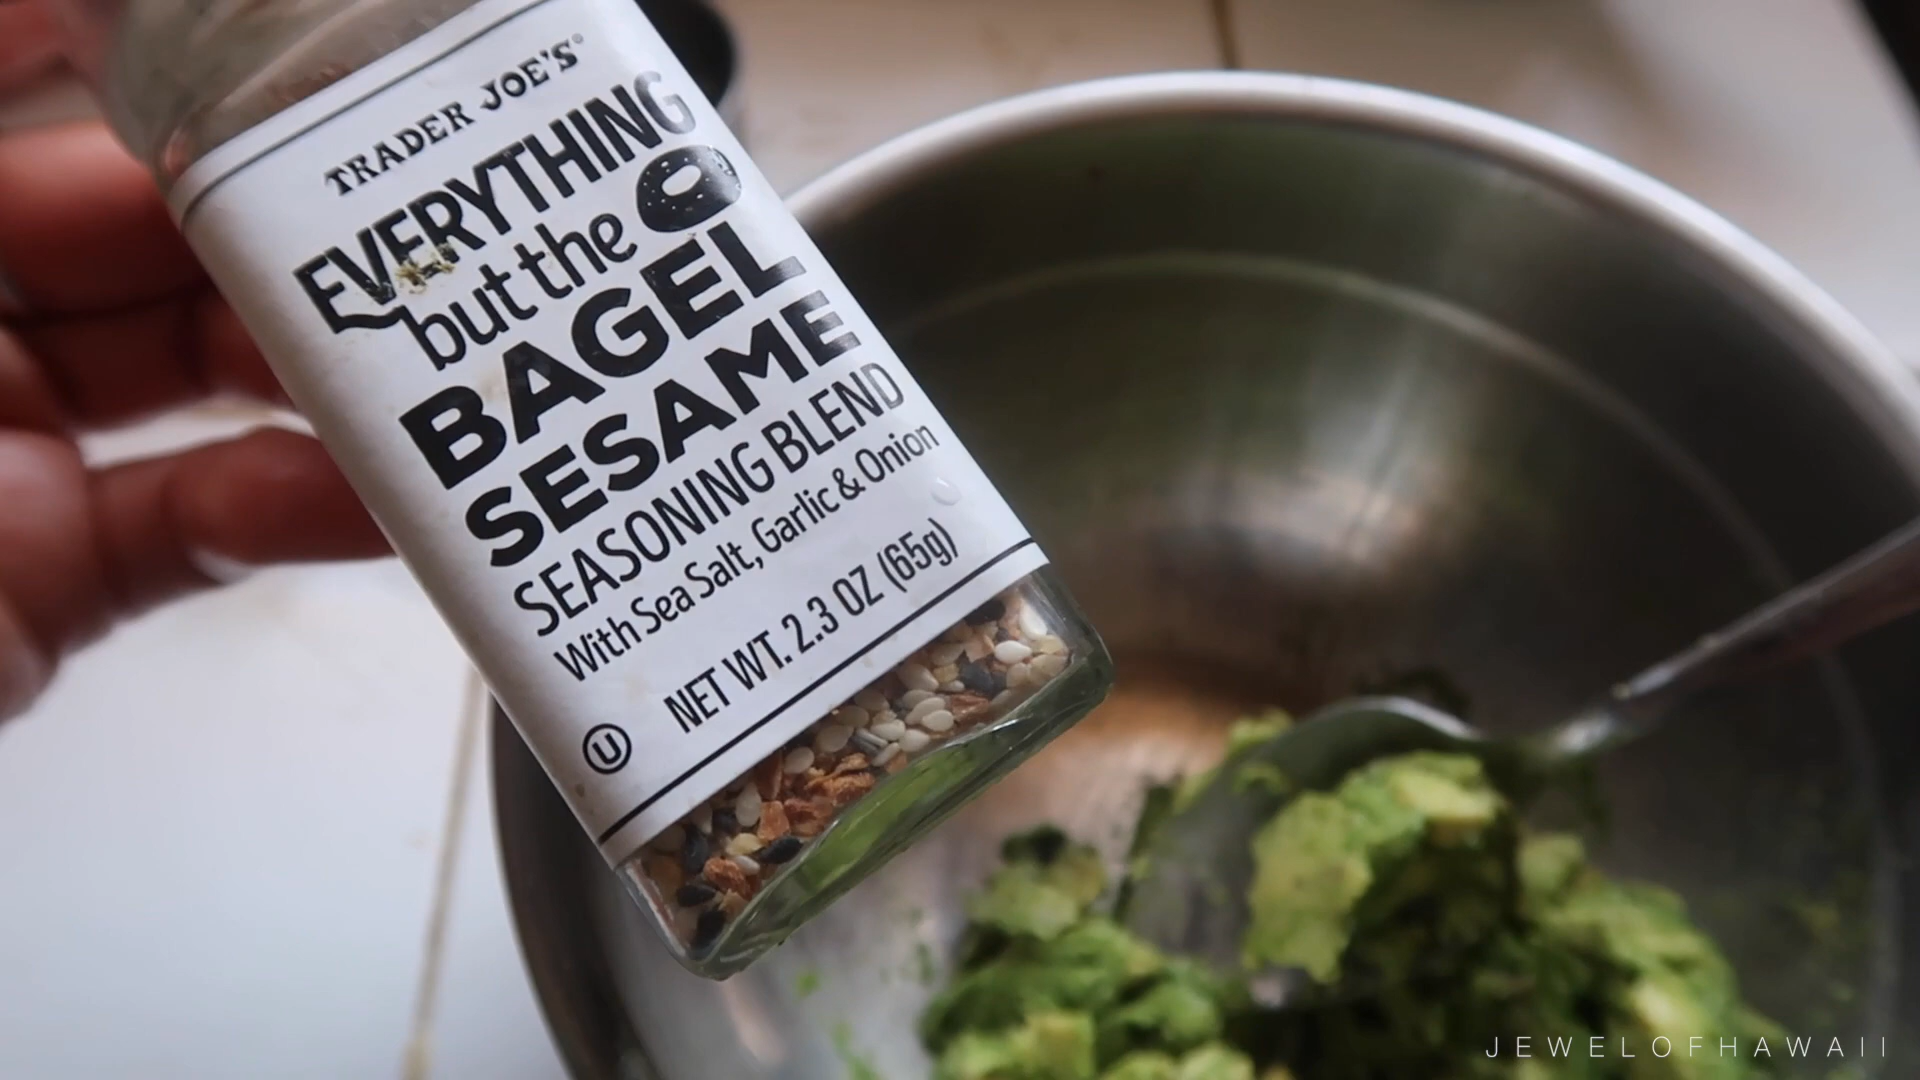 TRADER JOE'S
EVERYTHING
but the
BAGEL
SESAME
SEASONING BLEND
With Sea Salt, Garlic & Onion
NET WT. 2.3 OZ (65g)
U
JEWELOFHAWAII